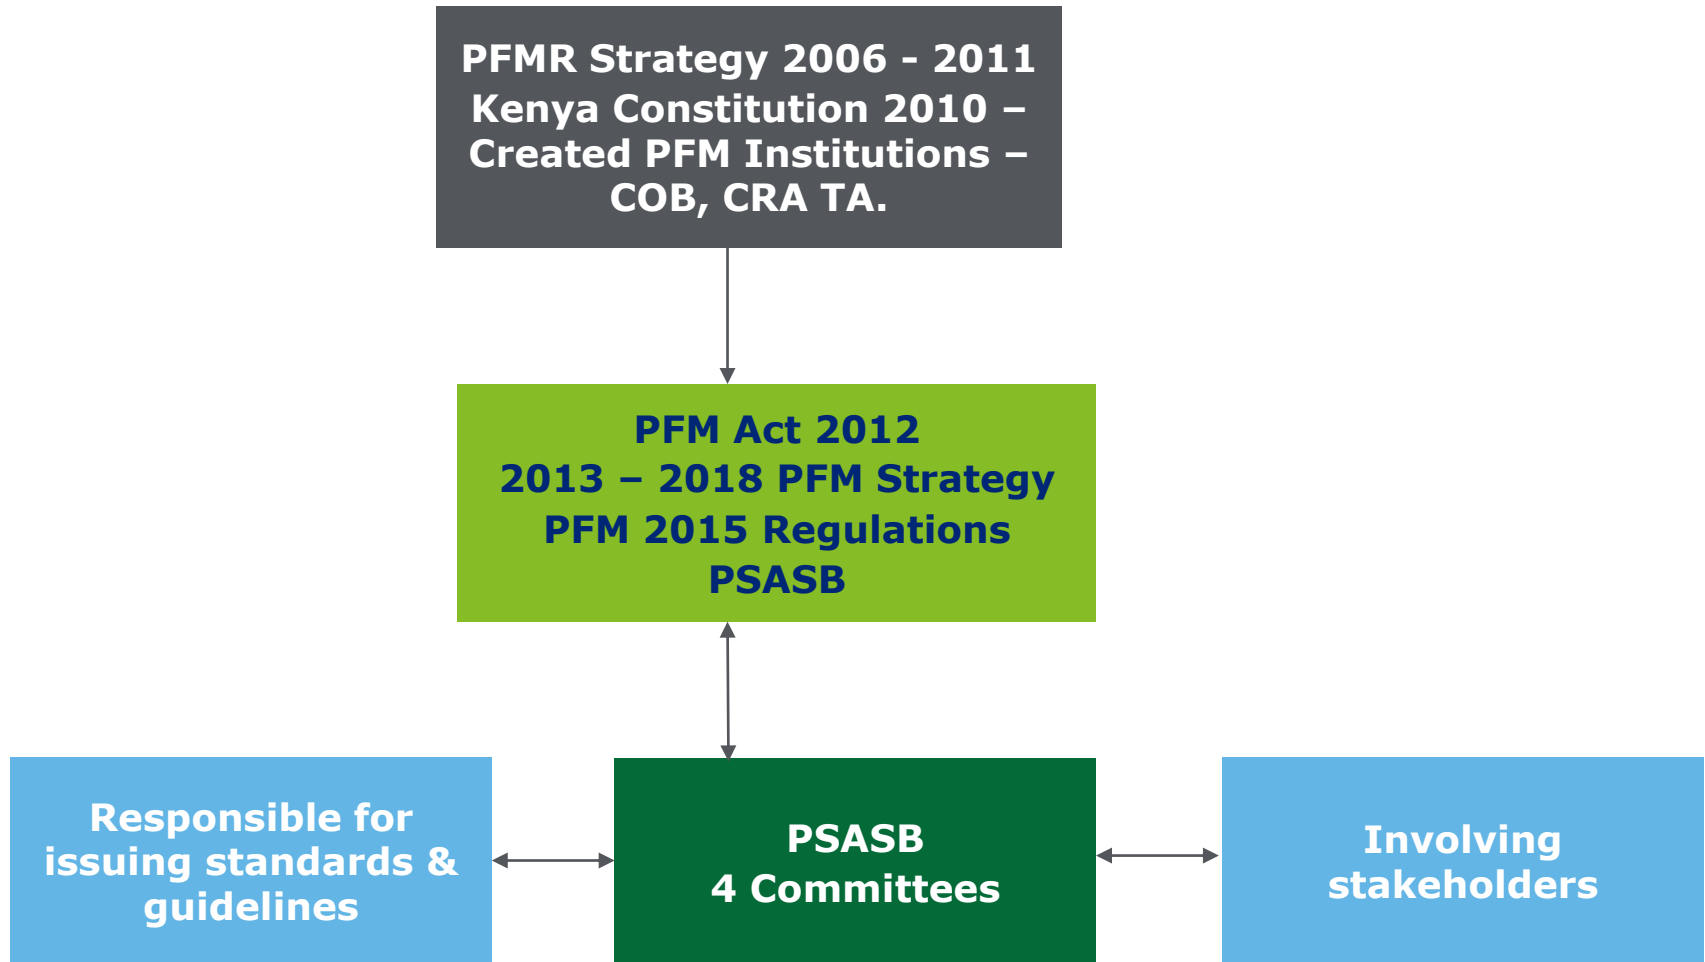 PFMR Strategy 2006 - 2011
Kenya Constitution 2010 –
Created PFM Institutions –
COB, CRA TA.
PFM Act 2012
2013 – 2018 PFM Strategy
PFM 2015 Regulations
PSASB
Responsible for
issuing standards &
guidelines
PSASB
4 Committees
Involving
stakeholders